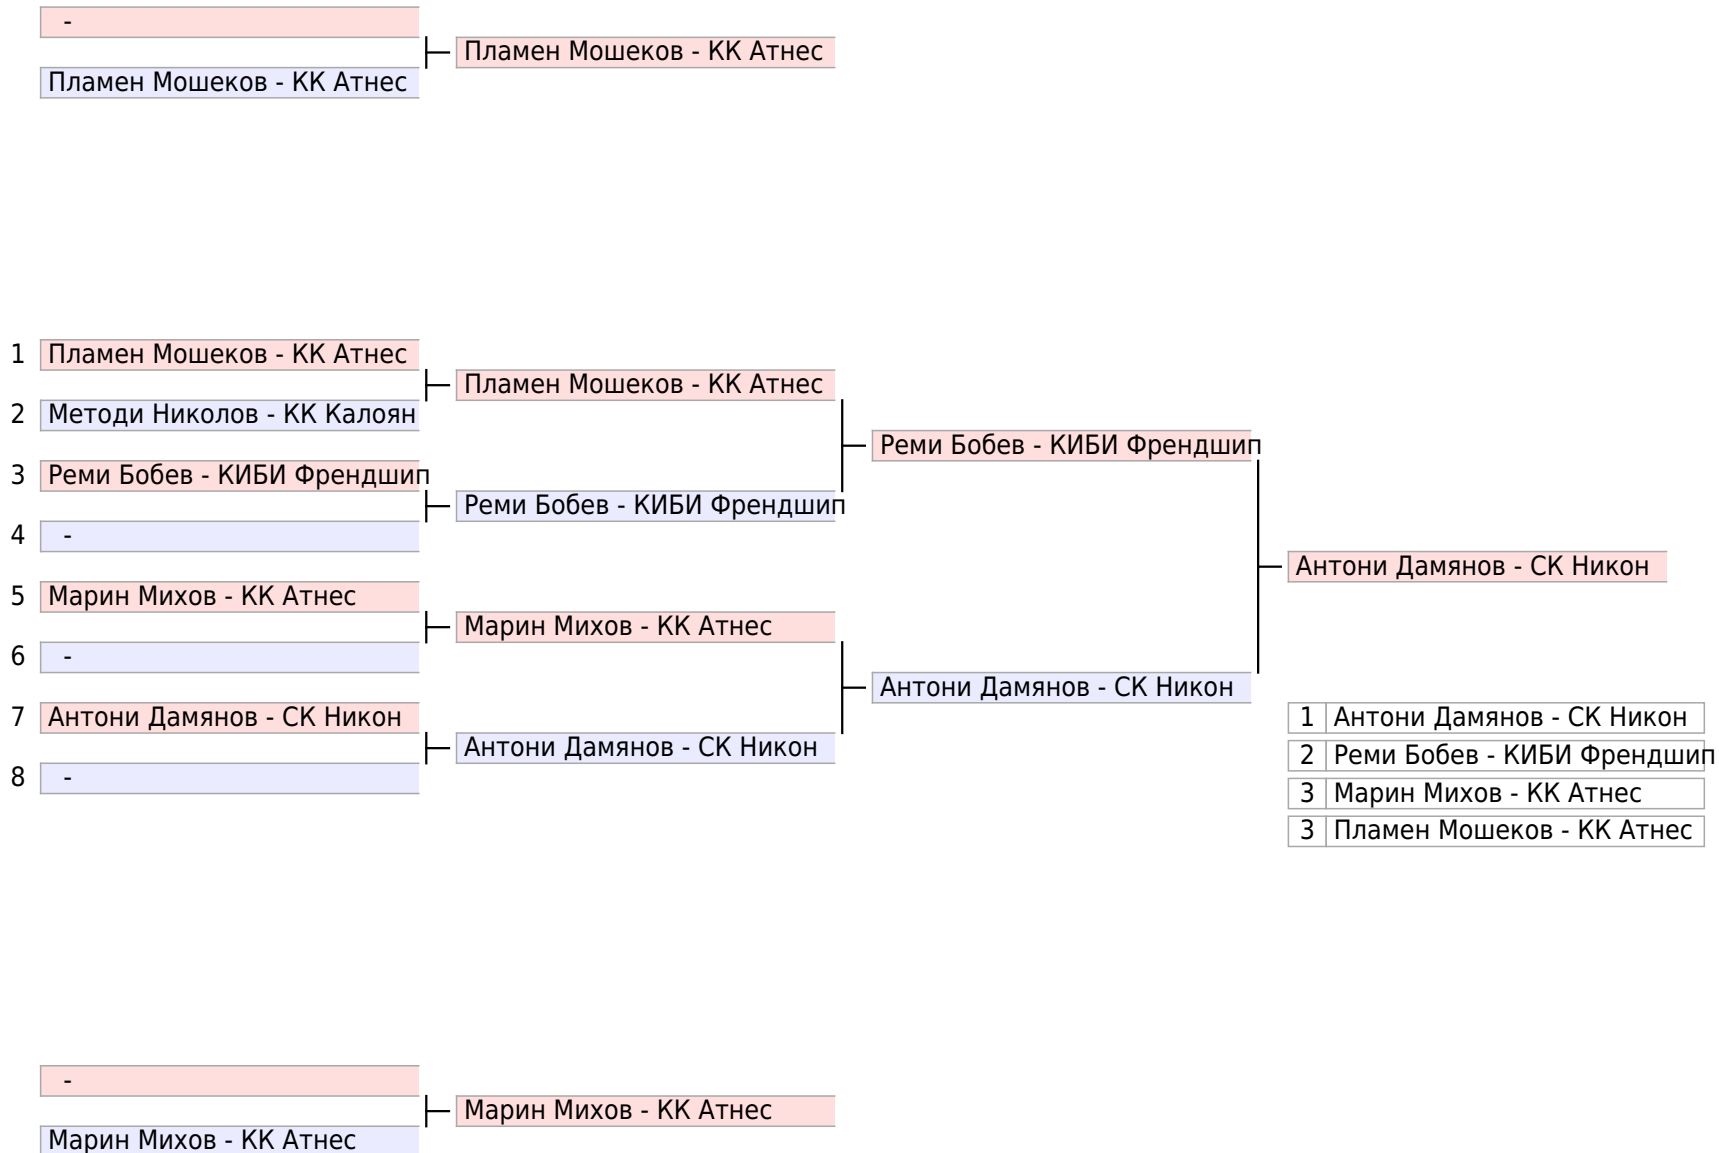 -
Пламен Мошеков - КК Атнес
Пламен Мошеков - КК Атнес
1 Пламен Мошеков - КК Атнес
Пламен Мошеков - КК Атнес
2 Методи Николов - КК Калоян
Реми Бобев - КИБИ Френдшип
3 Реми Бобев - КИБИ Френдшип
Реми Бобев - КИБИ Френдшип
4 -
Антони Дамянов - СК Никон
5 Марин Михов - КК Атнес
Марин Михов - КК Атнес
6 -
Антони Дамянов - СК Никон
7 Антони Дамянов - СК Никон
Антони Дамянов - СК Никон
8 -
1 Антони Дамянов - СК Никон
2 Реми Бобев - КИБИ Френдшип
3 Марин Михов - КК Атнес
3 Пламен Мошеков - КК Атнес
-
Марин Михов - КК Атнес
Марин Михов - КК Атнес